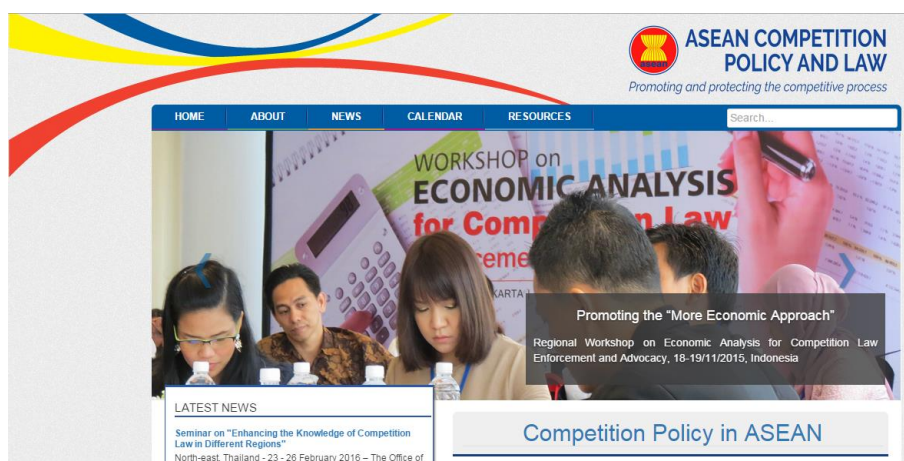 ASEAN COMPETITION
POLICY AND LAW
asean
Promoting and protecting the competitive process
HOME ABOUT NEWS CALENDAR RESOURCES Search...
WORKSHOP on
ECONOMIC ANALYSIS
for Law
Promoting the “More Economic Approach”
Regional Workshop on Economic Analysis for Competition Law
Enforcement and Advocacy, 18-19/11/2015, Indonesia
LATEST NEWS
Seminar on "Enhancing the Knowledge of Competition
Law in Different Regions"
North-east, Thailand - 23 - 26 February 2016 – The Office of
Competition Policy in ASEAN